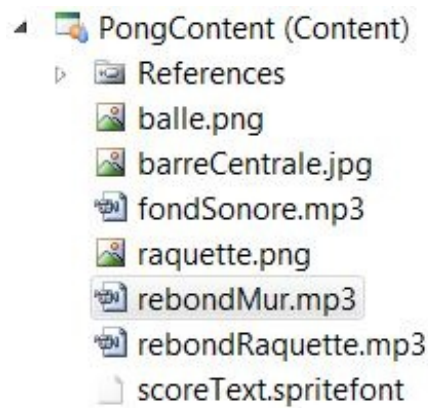 PongContent (Content)
References
balle.png
barreCentrale.jpg
fondSonore.mp3
raquette.png
rebondMur.mp3
rebondRaquette.mp3
scoreText.spritefont